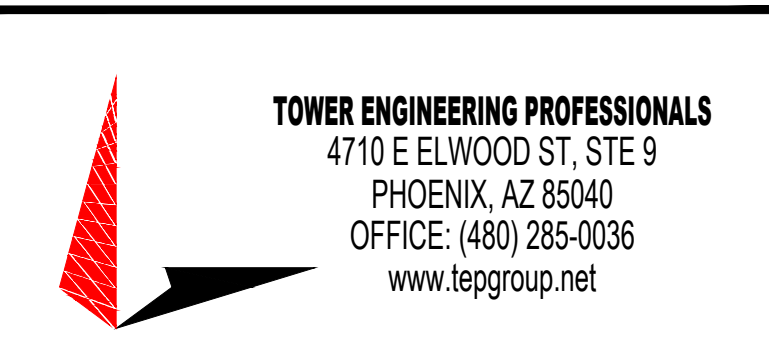 TOWER ENGINEERING PROFESSIONALS
4710 E ELWOOD ST, STE 9
PHOENIX, AZ 85040
OFFICE: (480) 285-0036
www.tepgroup.net